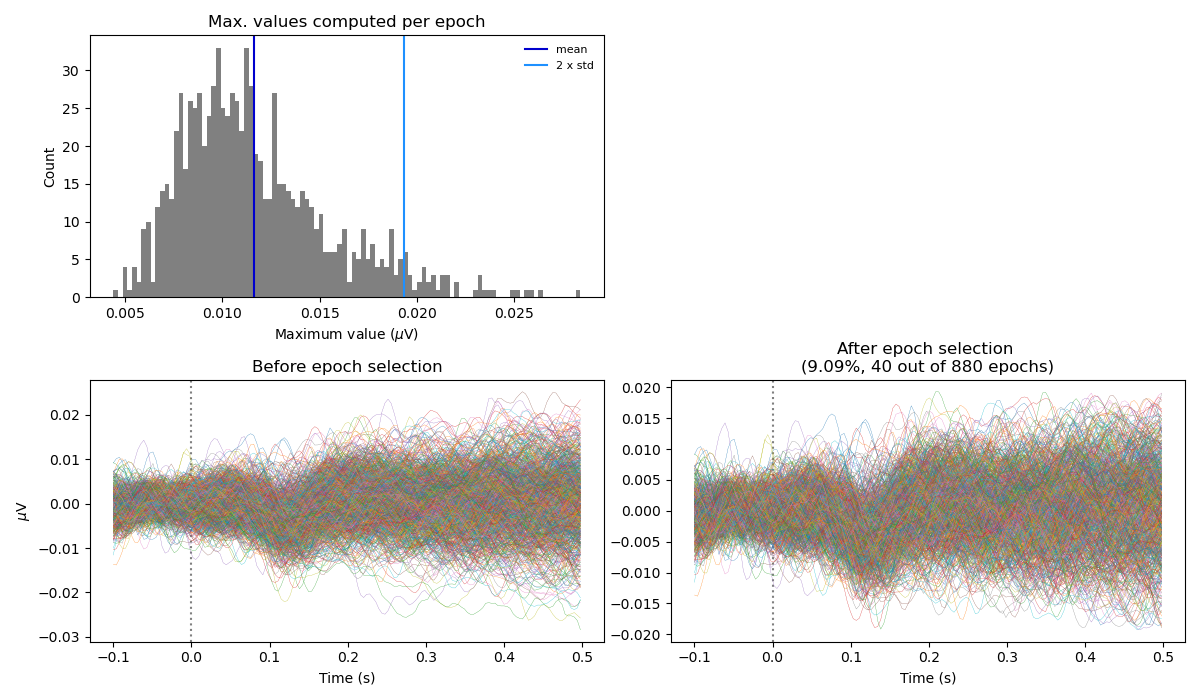 Max. values computed per epoch
mean
2 x std
30
25
20
15
10
5
0
Count
0.005 0.010 0.015 0.020 0.025
Maximum value (μV)
Before epoch selection
0.02
0.01
0.00
−0.01
−0.02
−0.03
μV
−0.1 0.0 0.1 0.2 0.3 0.4 0.5
Time (s)
After epoch selection
(9.09%, 40 out of 880 epochs)
0.020
0.015
0.010
0.005
0.000
−0.005
−0.010
−0.015
−0.020
−0.1 0.0 0.1 0.2 0.3 0.4 0.5
Time (s)